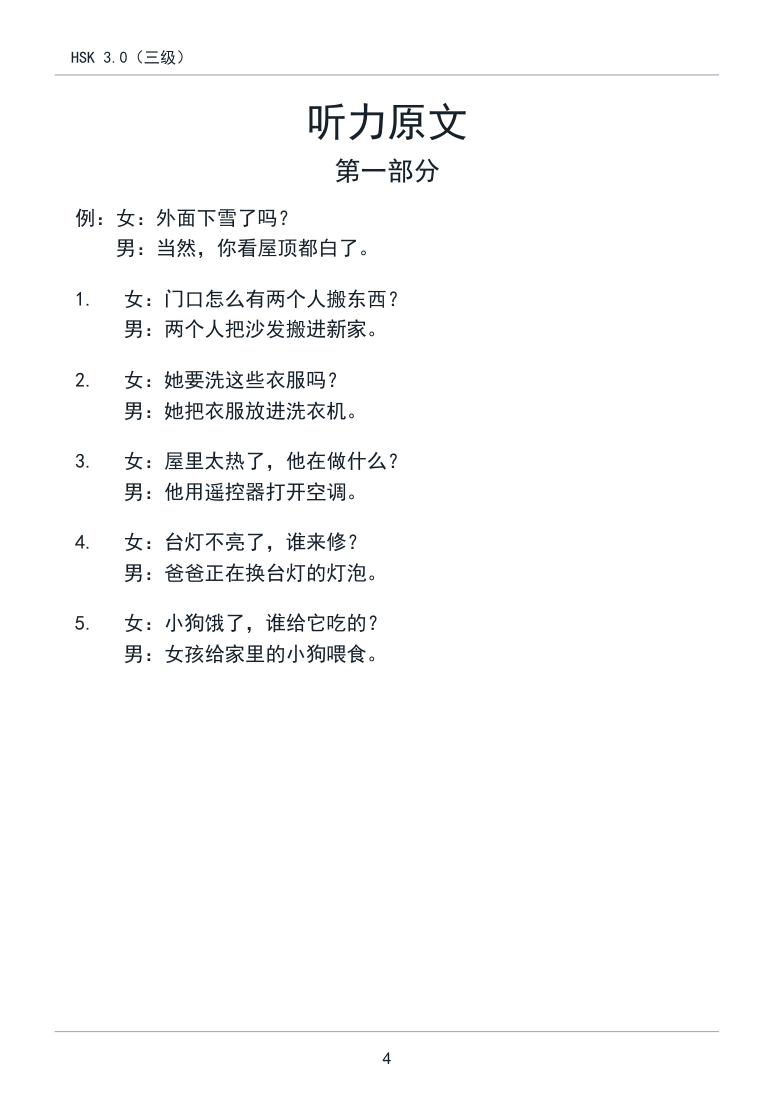 HSK 3.0（三级）
听力原文
第一部分
例：女：外面下雪了吗？
男：当然，你看屋顶都白了。
1. 女：门口怎么有两个人搬东西？
男：两个人把沙发搬进新家。
2. 女：她要洗这些衣服吗？
男：她把衣服放进洗衣机。
3. 女：屋里太热了，他在做什么？
男：他用遥控器打开空调。
4. 女：台灯不亮了，谁来修？
男：爸爸正在换台灯的灯泡。
5. 女：小狗饿了，谁给它吃的？
男：女孩给家里的小狗喂食。
4